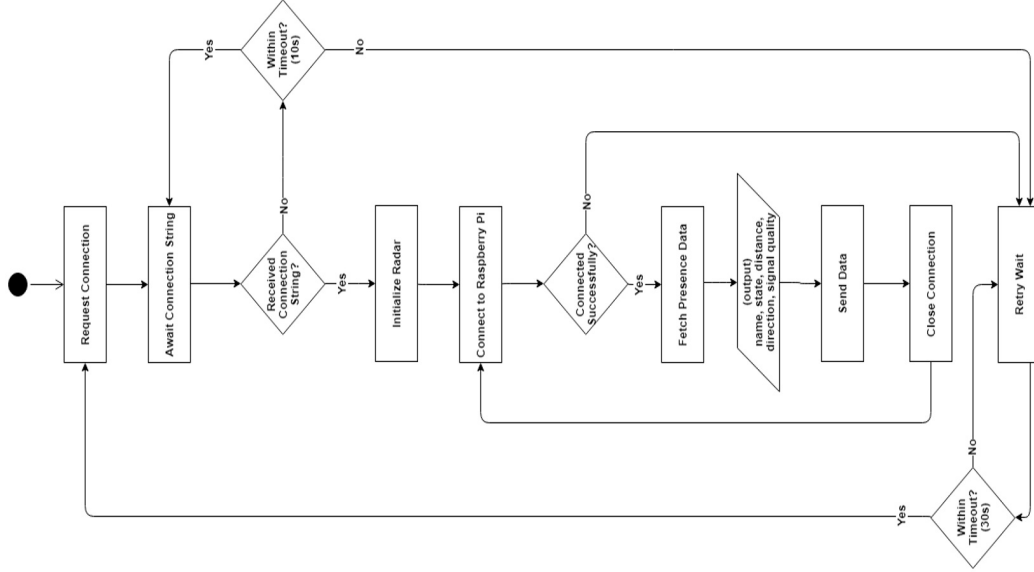 Request Connection
Await Connection String
Received
Connection
String?
No
Within
Timeout?
(10s)
Yes
No
Yes
Initialize Radar
Connect to Raspberry Pi
Connected
Successfully?
No
Yes
Fetch Presence Data
(output)
name, state, distance,
direction, signal quality
Send Data
Close Connection
Retry Wait
Within
Timeout?
(30s)
No
Yes